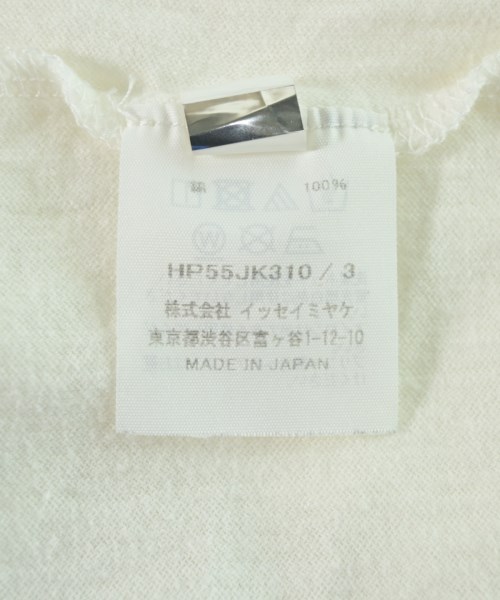 綿 100%
HP55JK310 / 3
株式会社 イッセイミヤケ
東京都渋谷区富ヶ谷1-12-10
MADE IN JAPAN